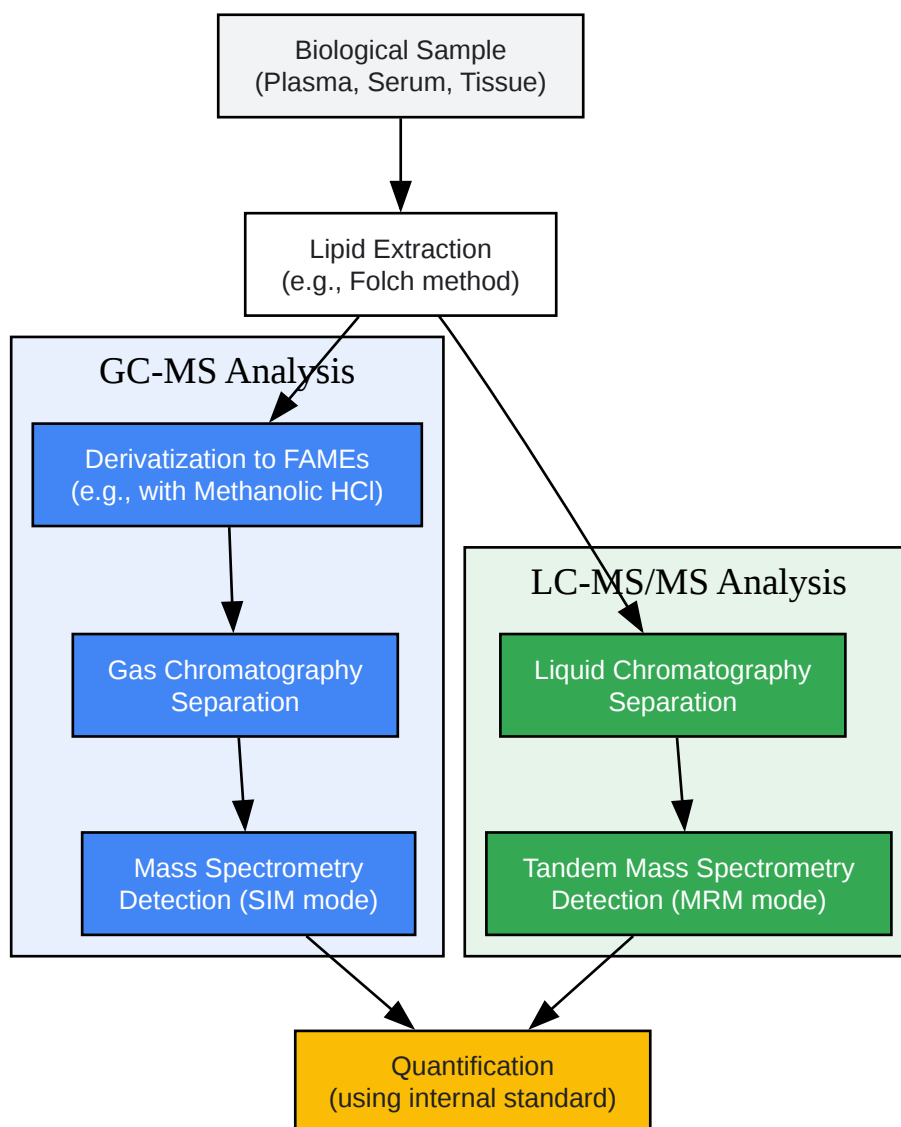 Biological Sample
(Plasma, Serum, Tissue)
Lipid Extraction
(e.g., Folch method)
GC-MS Analysis
Derivatization to FAMEs
(e.g., with Methanolic HCl)
Gas Chromatography
Separation
Mass Spectrometry
Detection (SIM mode)
LC-MS/MS Analysis
Liquid Chromatography
Separation
Tandem Mass Spectrometry
Detection (MRM mode)
Quantification
(using internal standard)